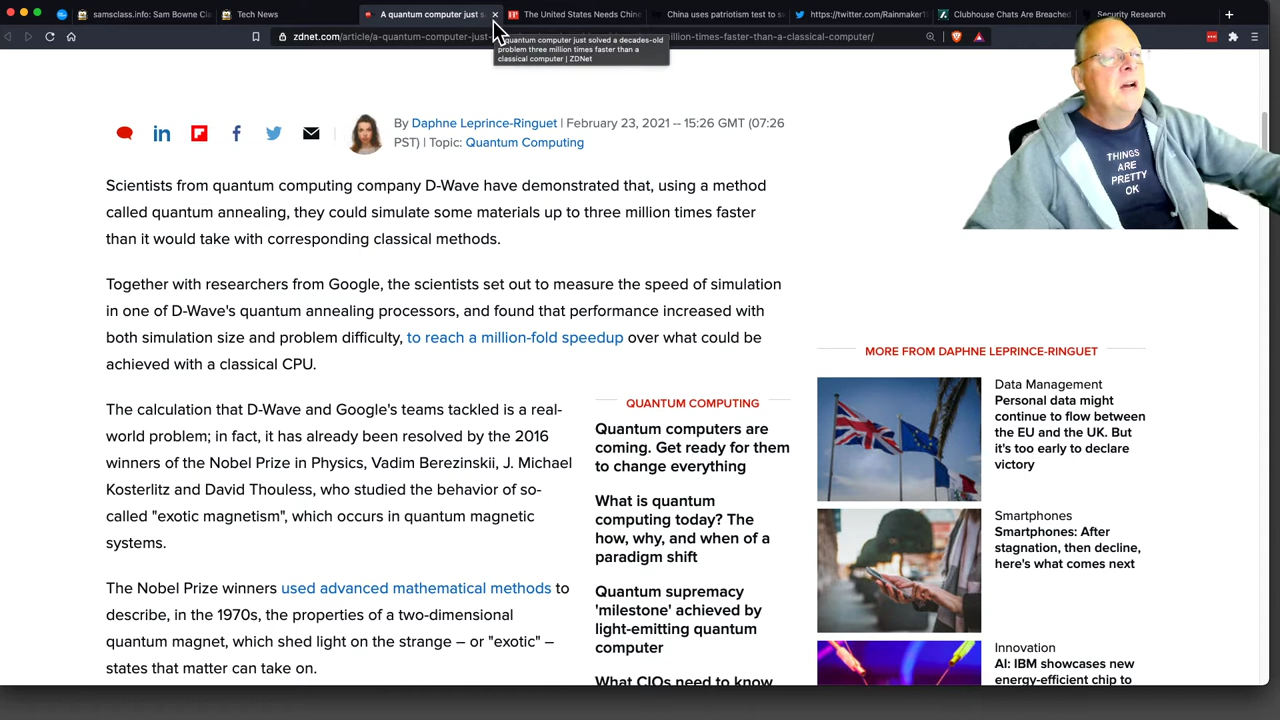 samsclass.info: Sam Bowne Cla
Tech News
A quantum computer just s
The United States Needs Chine
China uses patriotism test to s
https://twitter.com/Rainmaker1
Clubhouse Chats Are Breached
Security Research
zdnet.com/article/a-quantum-computer-just-
illion-times-faster-than-a-classical-computer/
quantum computer just solved a decades-old
problem three million times faster than a
classical computer | ZDNet
By Daphne Leprince-Ringuet | February 23, 2021 -- 15:26 GMT (07:26
PST) | Topic: Quantum Computing
THINGS
ARE
PRETTY
OK
Scientists from quantum computing company D-Wave have demonstrated that, using a method
called quantum annealing, they could simulate some materials up to three million times faster
than it would take with corresponding classical methods.
Together with researchers from Google, the scientists set out to measure the speed of simulation
in one of D-Wave's quantum annealing processors, and found that performance increased with
both simulation size and problem difficulty, to reach a million-fold speedup over what could be
achieved with a classical CPU.
The calculation that D-Wave and Google's teams tackled is a real-
world problem; in fact, it has already been resolved by the 2016
winners of the Nobel Prize in Physics, Vadim Berezinskii, J. Michael
Kosterlitz and David Thouless, who studied the behavior of so-
called "exotic magnetism", which occurs in quantum magnetic
systems.
The Nobel Prize winners used advanced mathematical methods to
describe, in the 1970s, the properties of a two-dimensional
quantum magnet, which shed light on the strange – or "exotic" –
states that matter can take on.
QUANTUM COMPUTING
Quantum computers are
coming. Get ready for them
to change everything
What is quantum
computing today? The
how, why, and when of a
paradigm shift
Quantum supremacy
'milestone' achieved by
light-emitting quantum
computer
What CIOs need to know
MORE FROM DAPHNE LEPRINCE-RINGUET
Data Management
Personal data might
continue to flow between
the EU and the UK. But
it's too early to declare
victory
Smartphones
Smartphones: After
stagnation, then decline,
here's what comes next
Innovation
AI: IBM showcases new
energy-efficient chip to